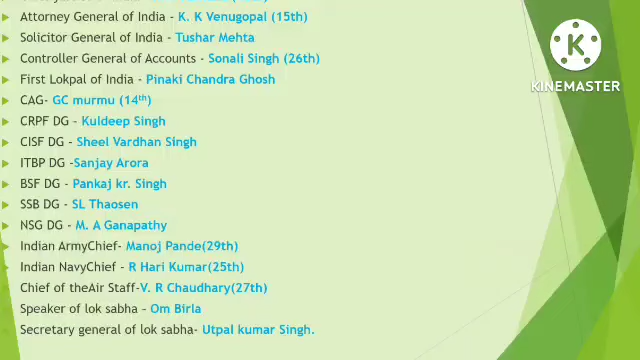 Attorney General of India - K. K Venugopal (15th)
Solicitor General of India - Tushar Mehta
Controller General of Accounts - Sonali Singh (26th)
First Lokpal of India - Pinaki Chandra Ghosh
CAG- GC murmu (14th)
CRPF DG - Kuldeep Singh
CISF DG - Sheel Vardhan Singh
ITBP DG -Sanjay Arora
BSF DG - Pankaj kr. Singh
SSB DG - SL Thaosen
NSG DG - M. A Ganapathy
Indian ArmyChief- Manoj Pande(29th)
Indian NavyChief - R Hari Kumar(25th)
Chief of theAir Staff-V. R Chaudhary(27th)
Speaker of lok sabha - Om Birla
Secretary general of lok sabha- Utpal kumar Singh.
K
KINEMASTER